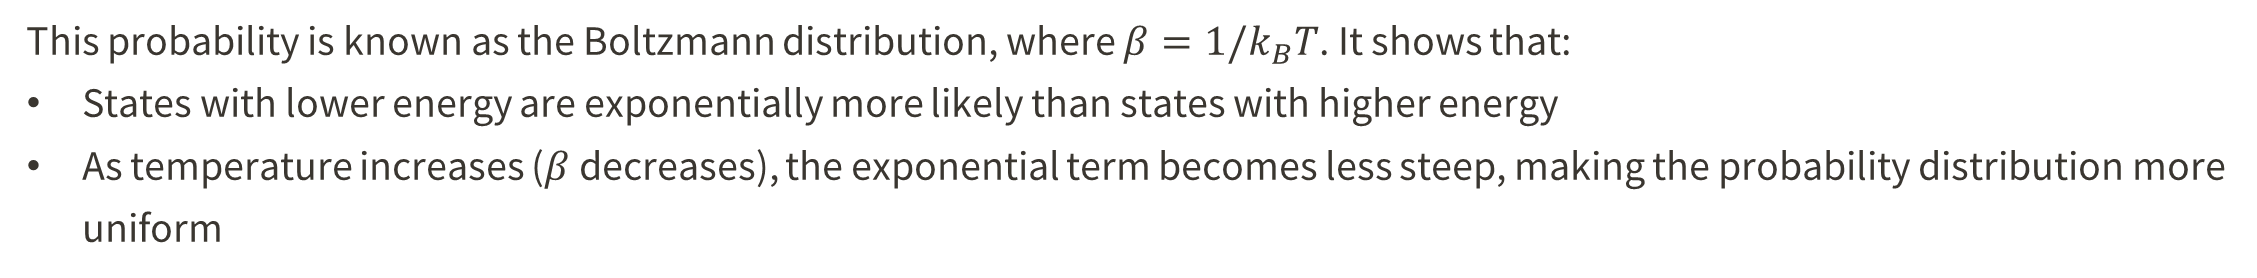 This probability is known as the Boltzmann distribution, where β = 1/k_BT. It shows that:
• States with lower energy are exponentially more likely than states with higher energy
• As temperature increases (β decreases), the exponential term becomes less steep, making the probability distribution more
uniform